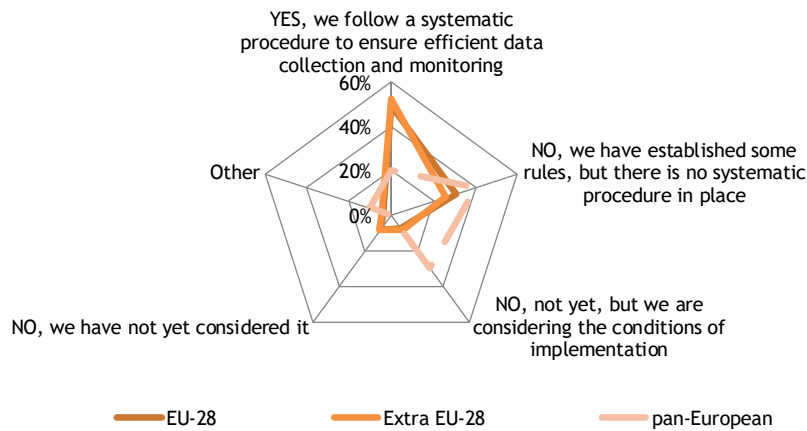 YES, we follow a systematic
procedure to ensure efficient data
collection and monitoring
60%
40%
20%
0%
Other
NO, we have established some
rules, but there is no systematic
procedure in place
NO, we have not yet considered it
NO, not yet, but we are
considering the conditions of
implementation
EU-28
Extra EU-28
pan-European